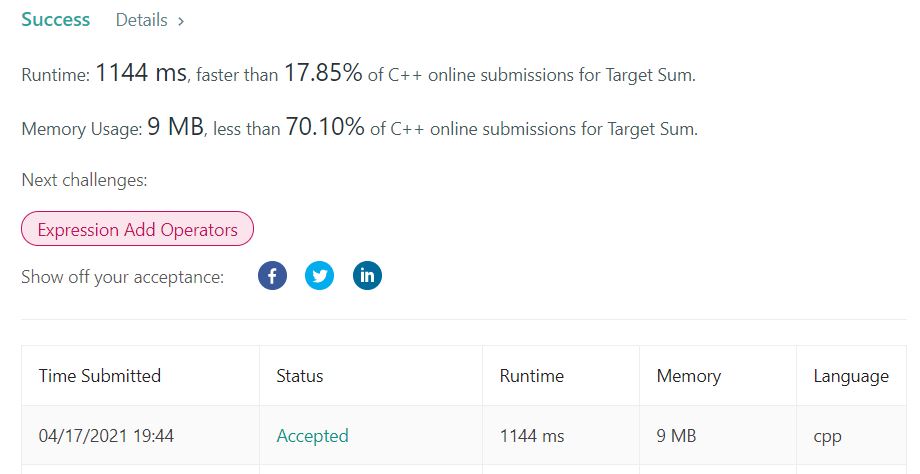 Success Details >
Runtime: 1144 ms, faster than 17.85% of C++ online submissions for Target Sum.
Memory Usage: 9 MB, less than 70.10% of C++ online submissions for Target Sum.
Next challenges:
Expression Add Operators
Show off your acceptance:
Time Submitted Status Runtime Memory Language
04/17/2021 19:44 Accepted 1144 ms 9 MB cpp